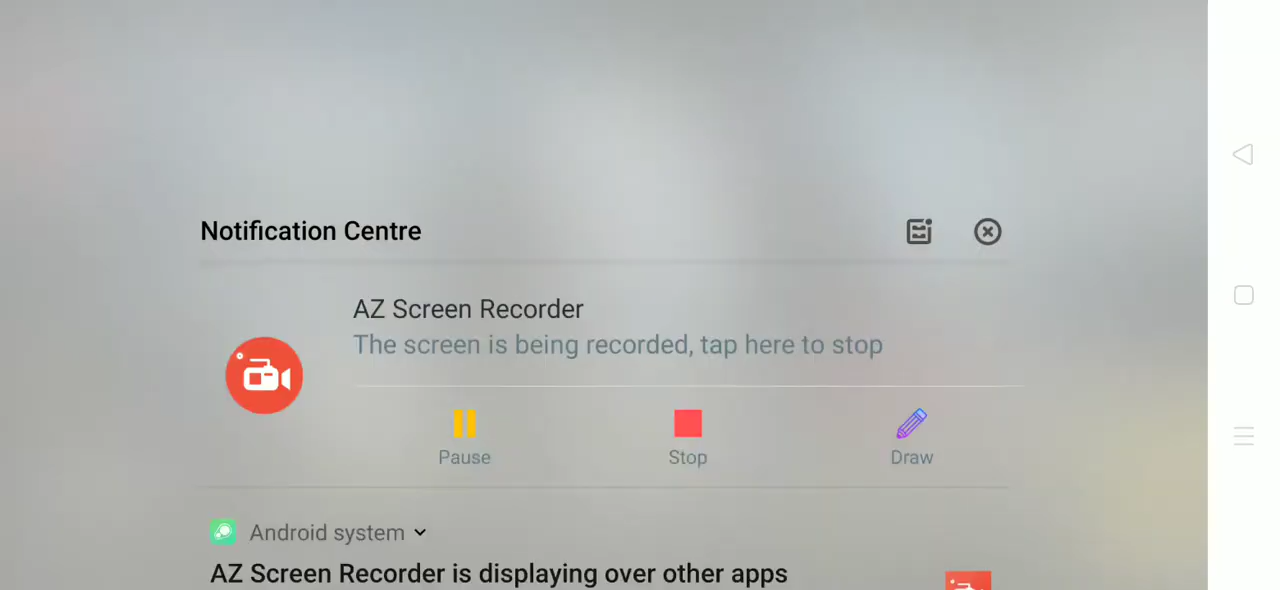 Notification Centre
AZ Screen Recorder
The screen is being recorded, tap here to stop
Pause Stop Draw
Android system
AZ Screen Recorder is displaying over other apps